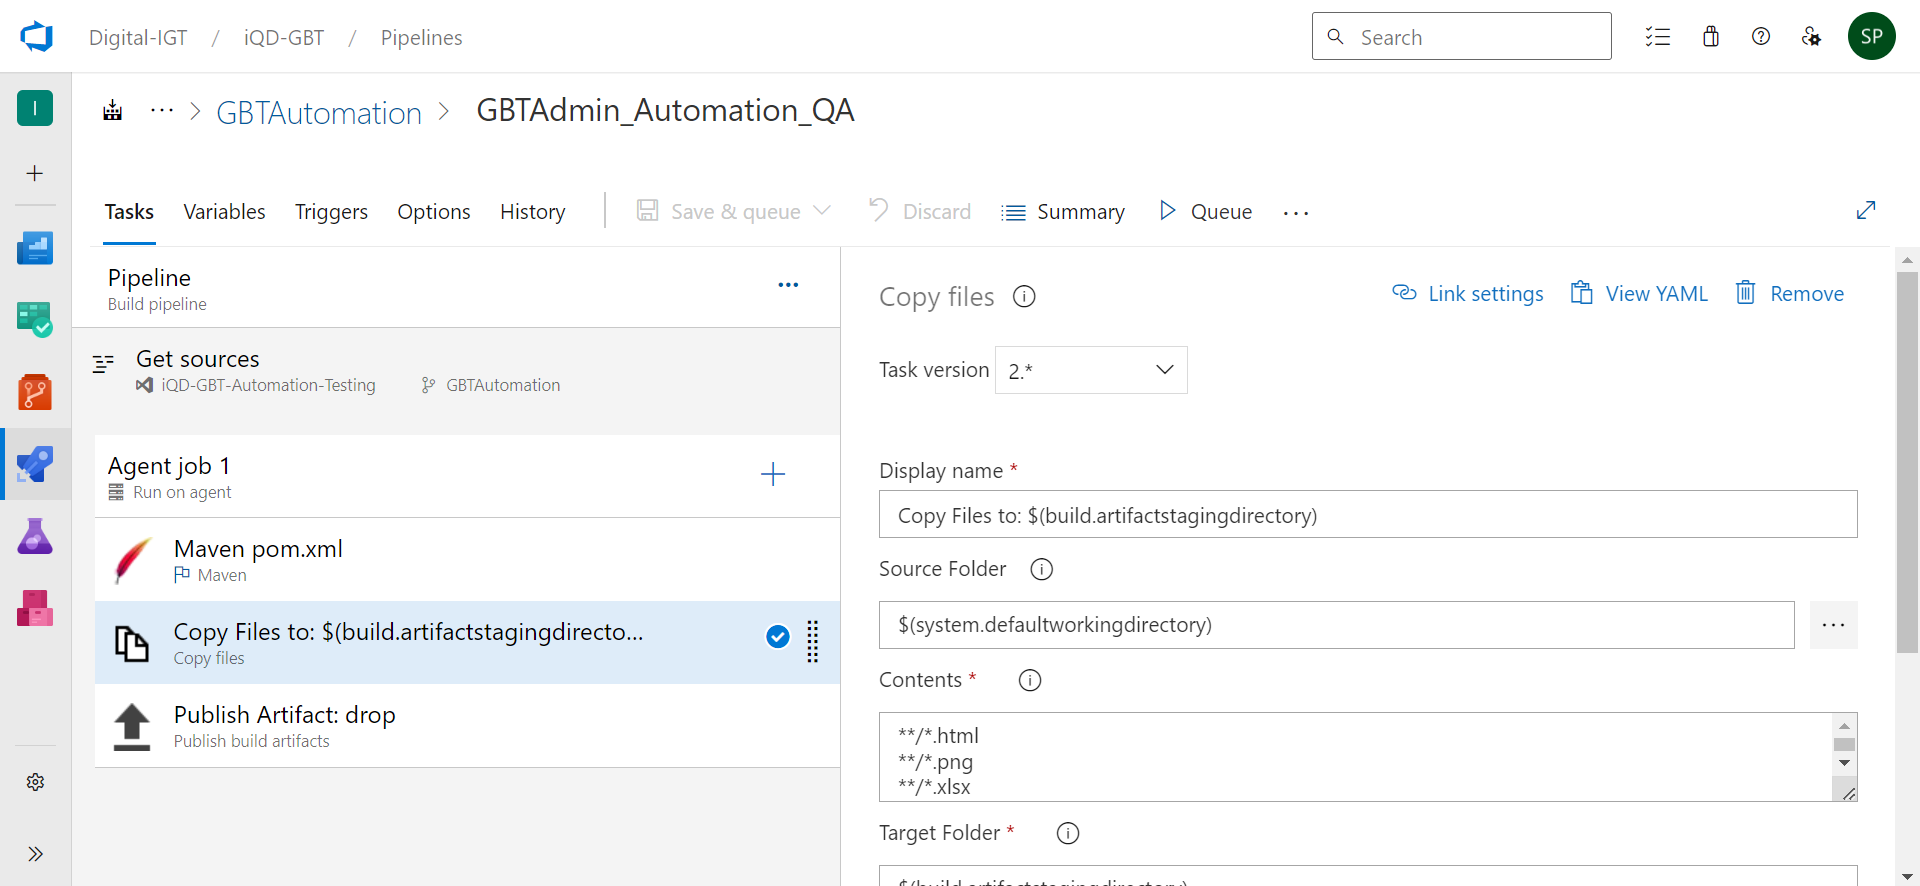 Digital-IGT / iQD-GBT / Pipelines
Search
SP
I
··· > GBTAutomation > GBTAdmin_Automation_QA
Tasks Variables Triggers Options History Save & queue Discard Summary Queue ···
Pipeline
Build pipeline
Get sources
iQD-GBT-Automation-Testing GBTAutomation
Agent job 1
Run on agent
Maven pom.xml
Maven
Copy Files to: $(build.artifactstagingdirecto...
Copy files
Publish Artifact: drop
Publish build artifacts
Copy files
Link settings View YAML Remove
Task version 2.*
Display name *
Copy Files to: $(build.artifactstagingdirectory)
Source Folder
$(system.defaultworkingdirectory)
Contents *
**/*.html
**/*.png
**/*.xlsx
Target Folder *
$(build.artifactstagingdirectory)